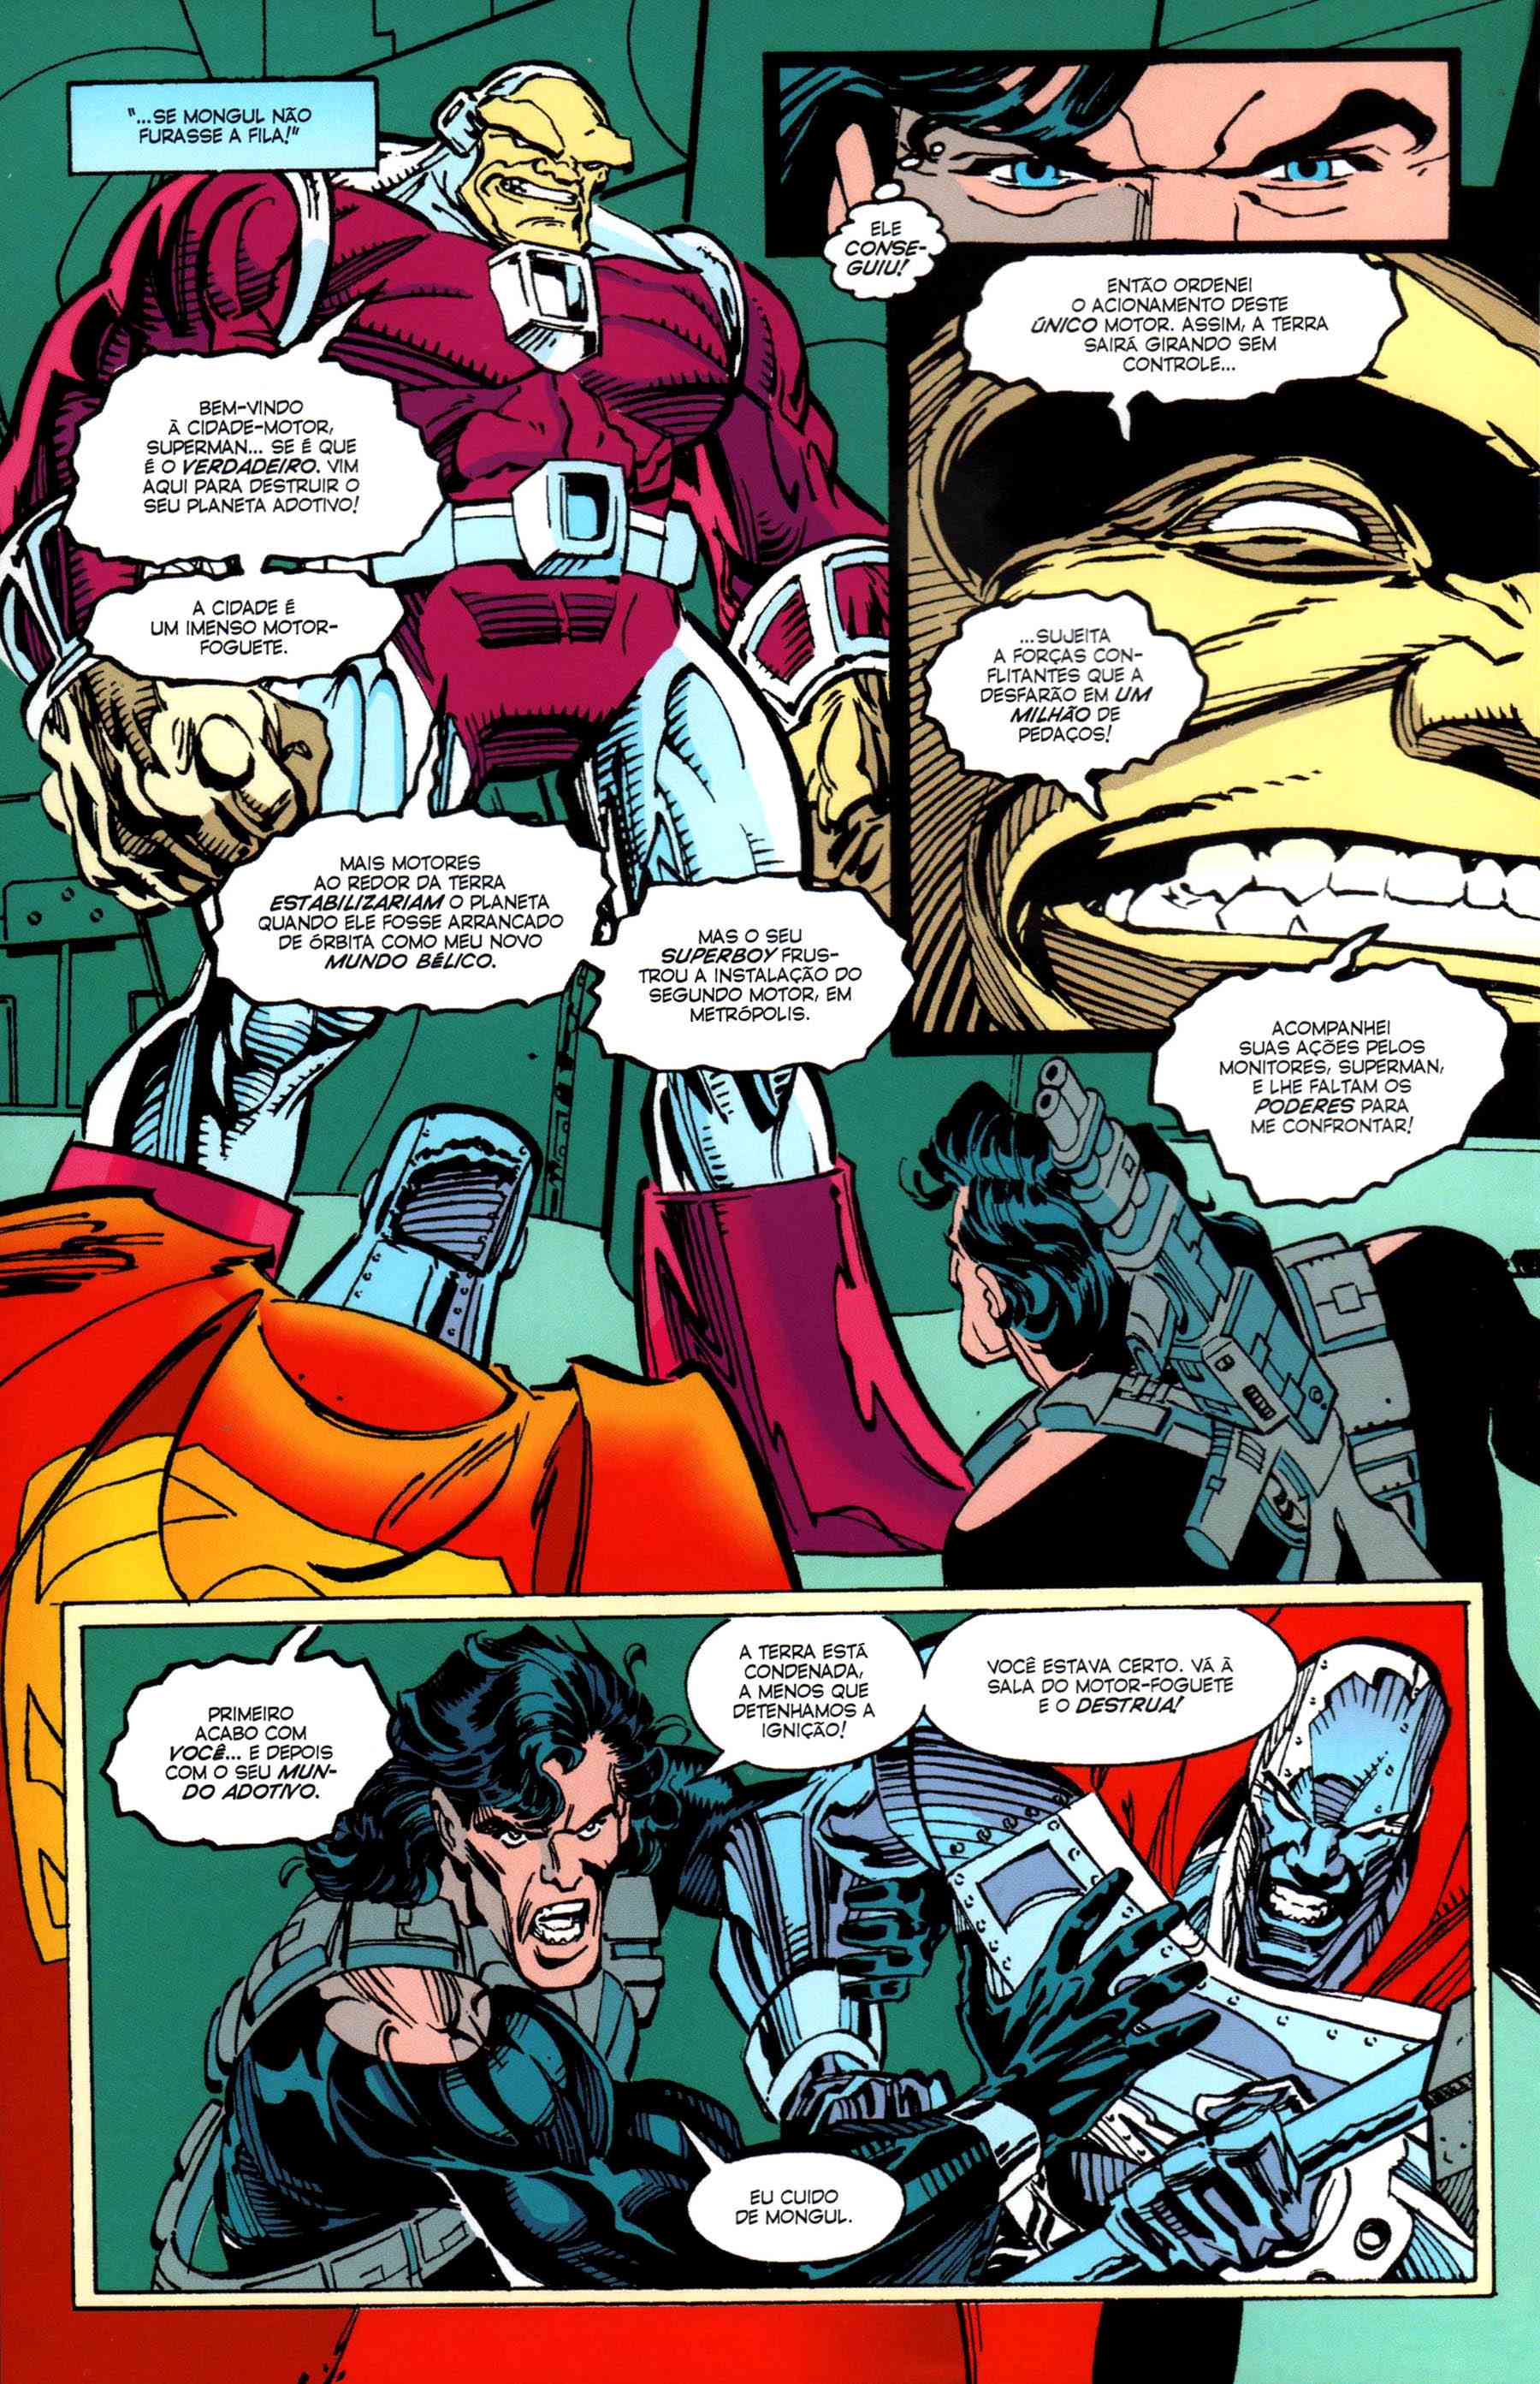 "...SE MONGUL NÃO
FURASSE A FILA!"
BEM-VINDO
À CIDADE-MOTOR,
SUPERMAN... SE É QUE
É O VERDADEIRO. VIM
AQUI PARA DESTRUIR O
SEU PLANETA ADOTIVO!
A CIDADE É
UM IMENSO MOTOR-
FOGUETE.
MAIS MOTORES
AO REDOR DA TERRA
ESTABILIZARIAM O PLANETA
QUANDO ELE FOSSE ARRANCADO
DE ÓRBITA COMO MEU NOVO
MUNDO BÉLICO.
MAS O SEU
SUPERBOY FRUS-
TROU A INSTALAÇÃO DO
SEGUNDO MOTOR, EM
METRÓPOLIS.
ELE
CONSE-
GUIU!
ENTÃO ORDENEI
O ACIONAMENTO DESTE
ÚNICO MOTOR. ASSIM, A TERRA
SAIRÁ GIRANDO SEM
CONTROLE...
...SUJEITA
A FORÇAS CON-
FLITANTES QUE A
DESFARÃO EM UM
MILHÃO DE
PEDAÇOS!
ACOMPANHEI
SUAS AÇÕES PELOS
MONITORES, SUPERMAN,
E LHE FALTAM OS
PODERES PARA
ME CONFRONTAR!
PRIMEIRO
ACABO COM
VOCÊ... E DEPOIS
COM O SEU MUN-
DO ADOTIVO.
A TERRA ESTÁ
CONDENADA,
A MENOS QUE
DETENHAMOS A
IGNIÇÃO!
VOCÊ ESTAVA CERTO. VÁ À
SALA DO MOTOR-FOGUETE
E O DESTRUA!
EU CUIDO
DE MONGUL.